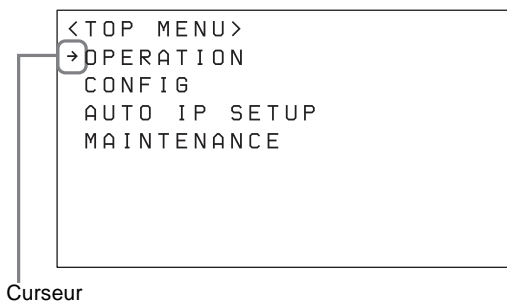 <TOP MENU>
→OPERATION
CONFIG
AUTO IP SETUP
MAINTENANCE
Curseur